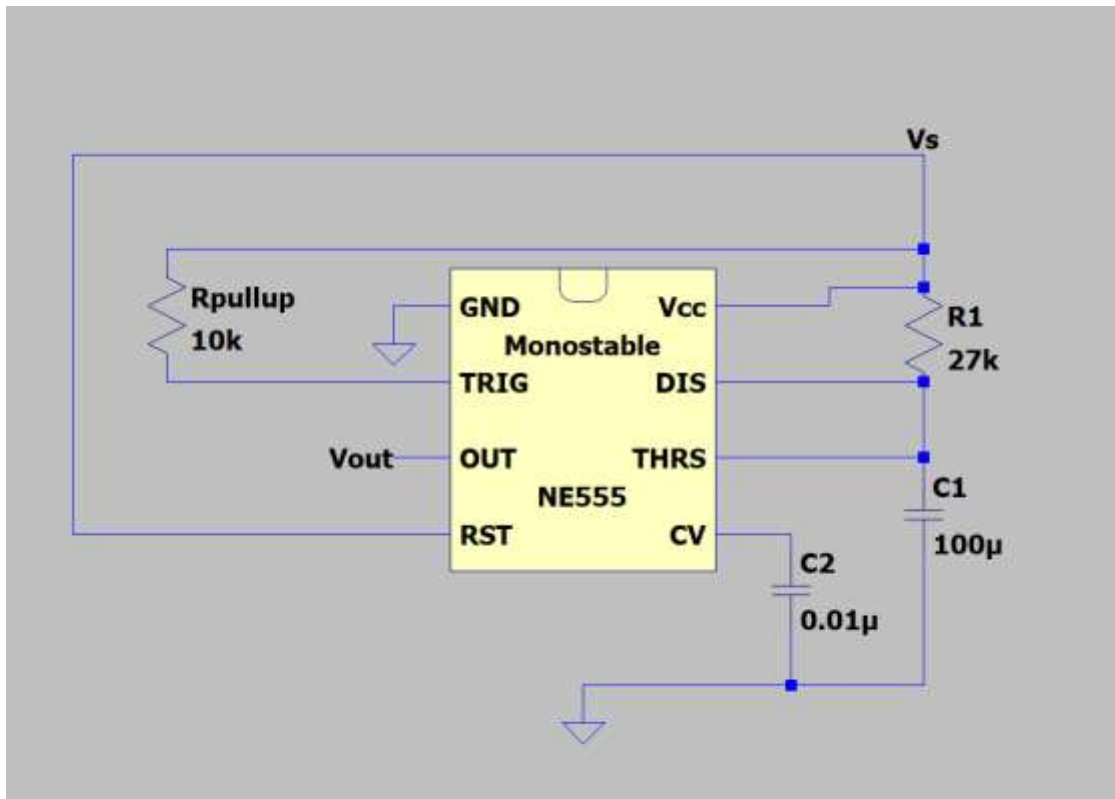 Vs
Rpullup
10k
GND
Vcc
Monostable
R1
27k
TRIG
DIS
Vout
OUT
THRS
NE555
C1
100µ
RST
CV
C2
0.01µ